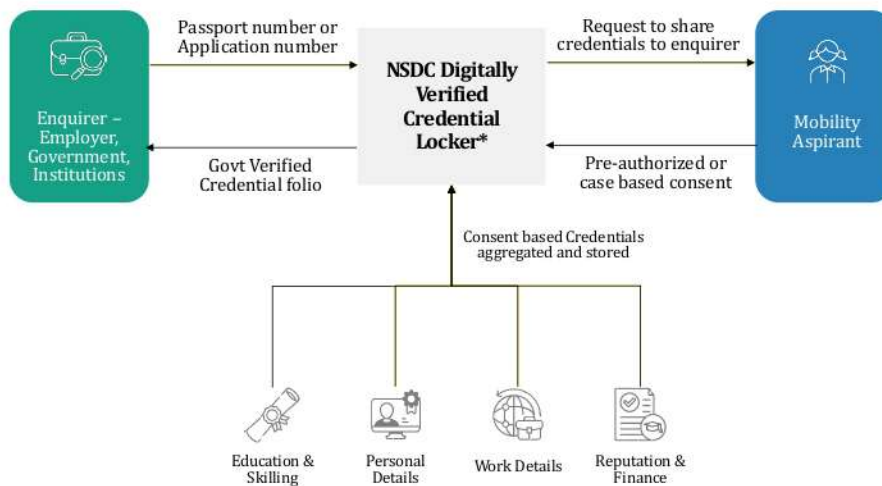 Passport number or
Application number
Request to share
credentials to enquirer
NSDC Digitally
Verified
Credential
Locker*
Enquirer –
Employer,
Government,
Institutions
Mobility
Aspirant
Govt Verified
Credential folio
Pre-authorized or
case based consent
Consent based Credentials
aggregated and stored
Education &
Skilling
Personal
Details
Work Details
Reputation &
Finance